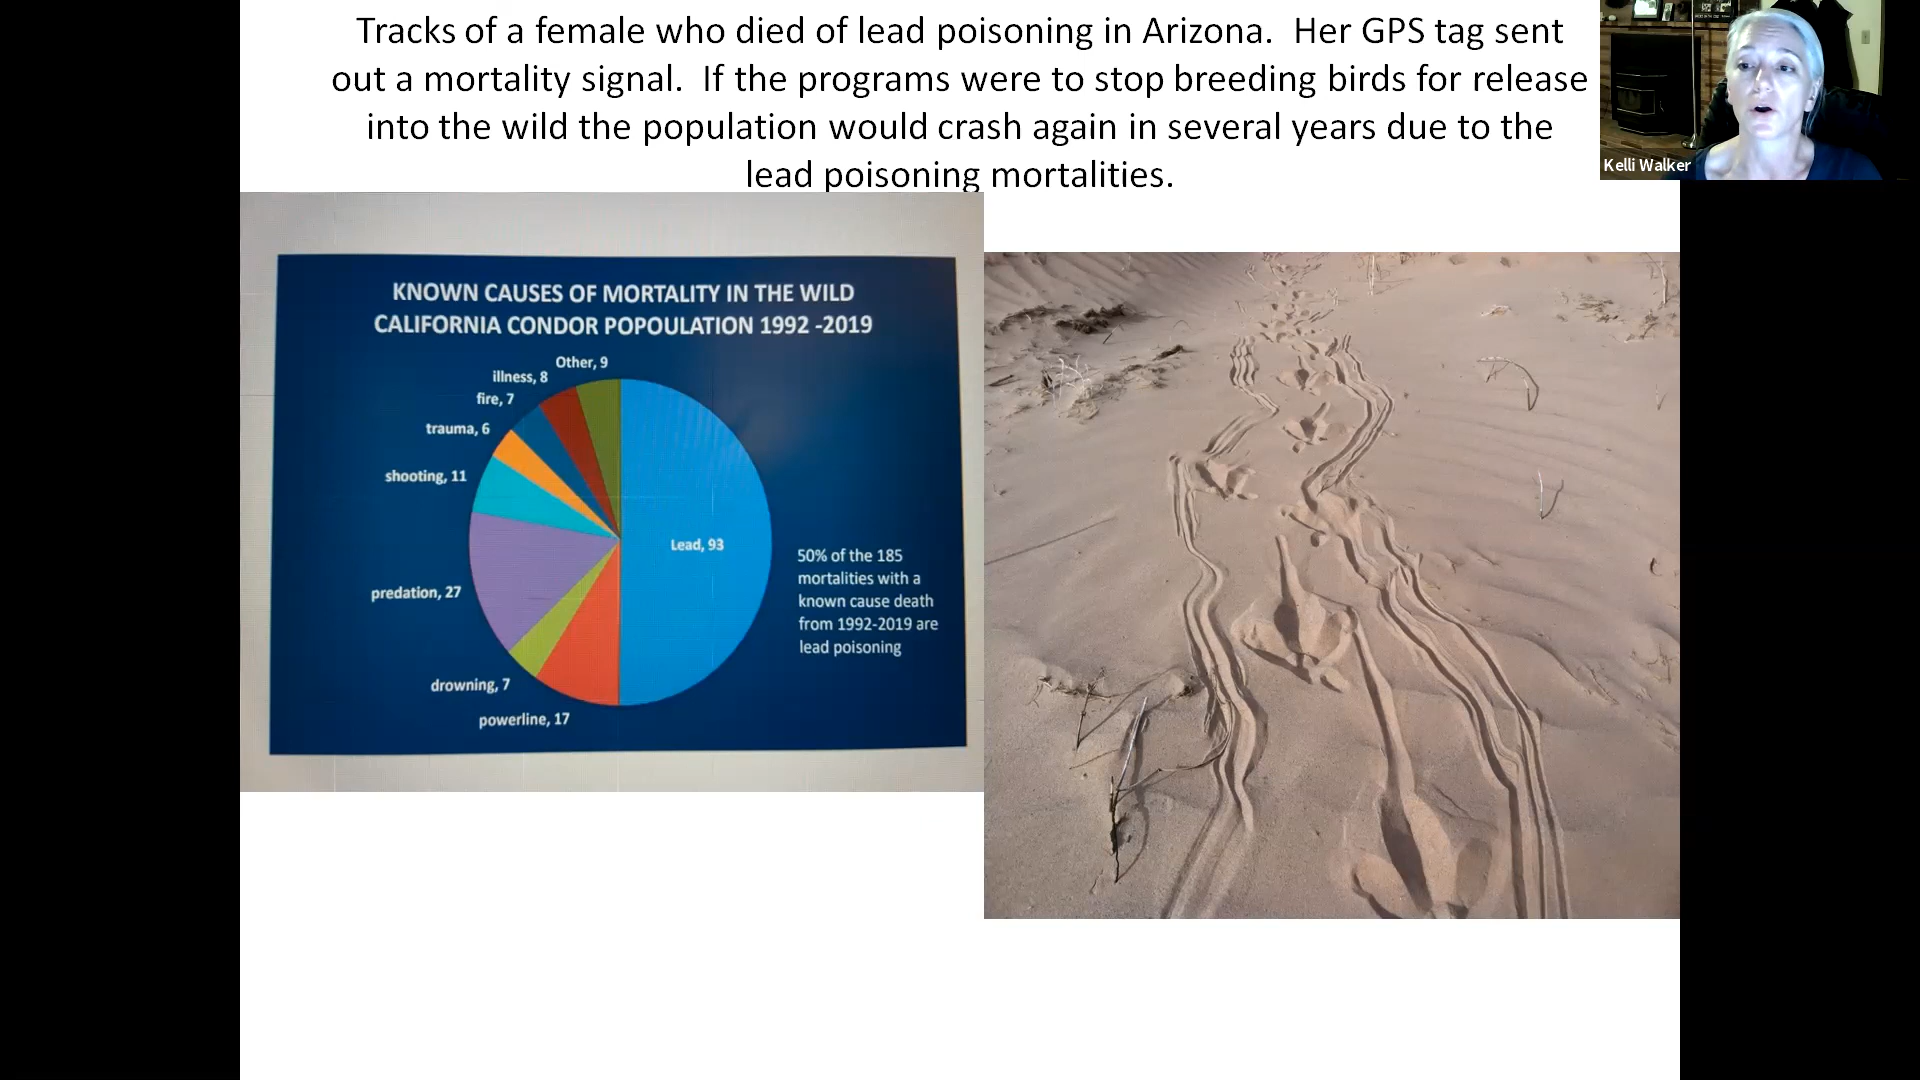 Tracks of a female who died of lead poisoning in Arizona.  Her GPS tag sent
out a mortality signal.  If the programs were to stop breeding birds for release
into the wild the population would crash again in several years due to the
lead poisoning mortalities.
Kelli Walker
KNOWN CAUSES OF MORTALITY IN THE WILD
CALIFORNIA CONDOR POPOULATION 1992 -2019
Other, 9
illness, 8
fire, 7
trauma, 6
shooting, 11
predation, 27
drowning, 7
powerline, 17
Lead, 93
50% of the 185
mortalities with a
known cause death
from 1992-2019 are
lead poisoning